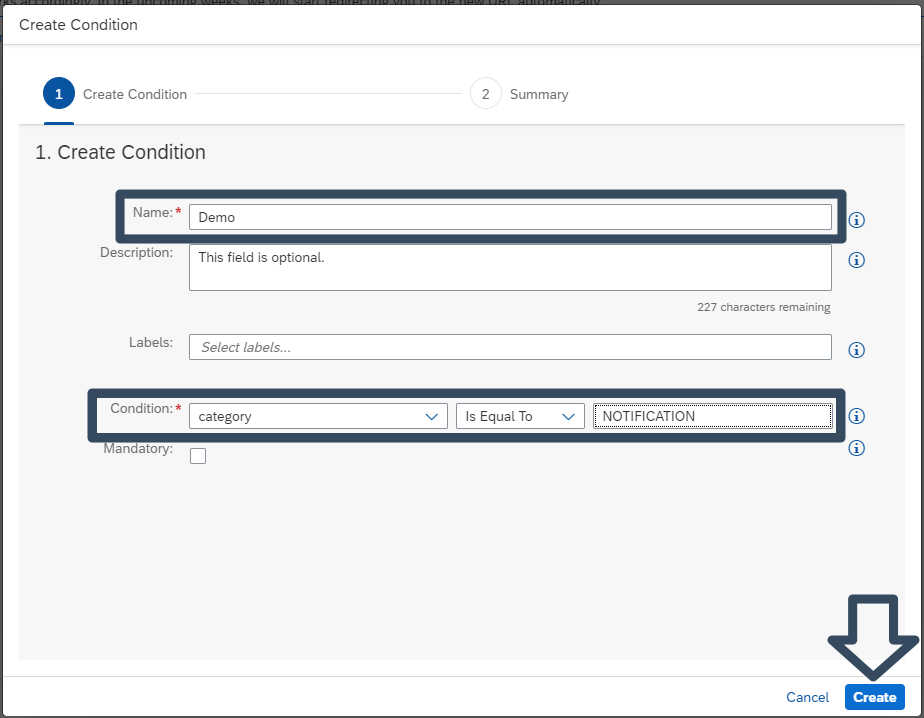 ks accordingly. In the upcoming weeks, we will start redirecting you to the new URL automatically.
Create Condition
1 Create Condition 2 Summary
1. Create Condition
Name:* Demo
Description: This field is optional.
227 characters remaining
Labels: Select labels...
Condition:* category Is Equal To NOTIFICATION
Mandatory:
Cancel Create